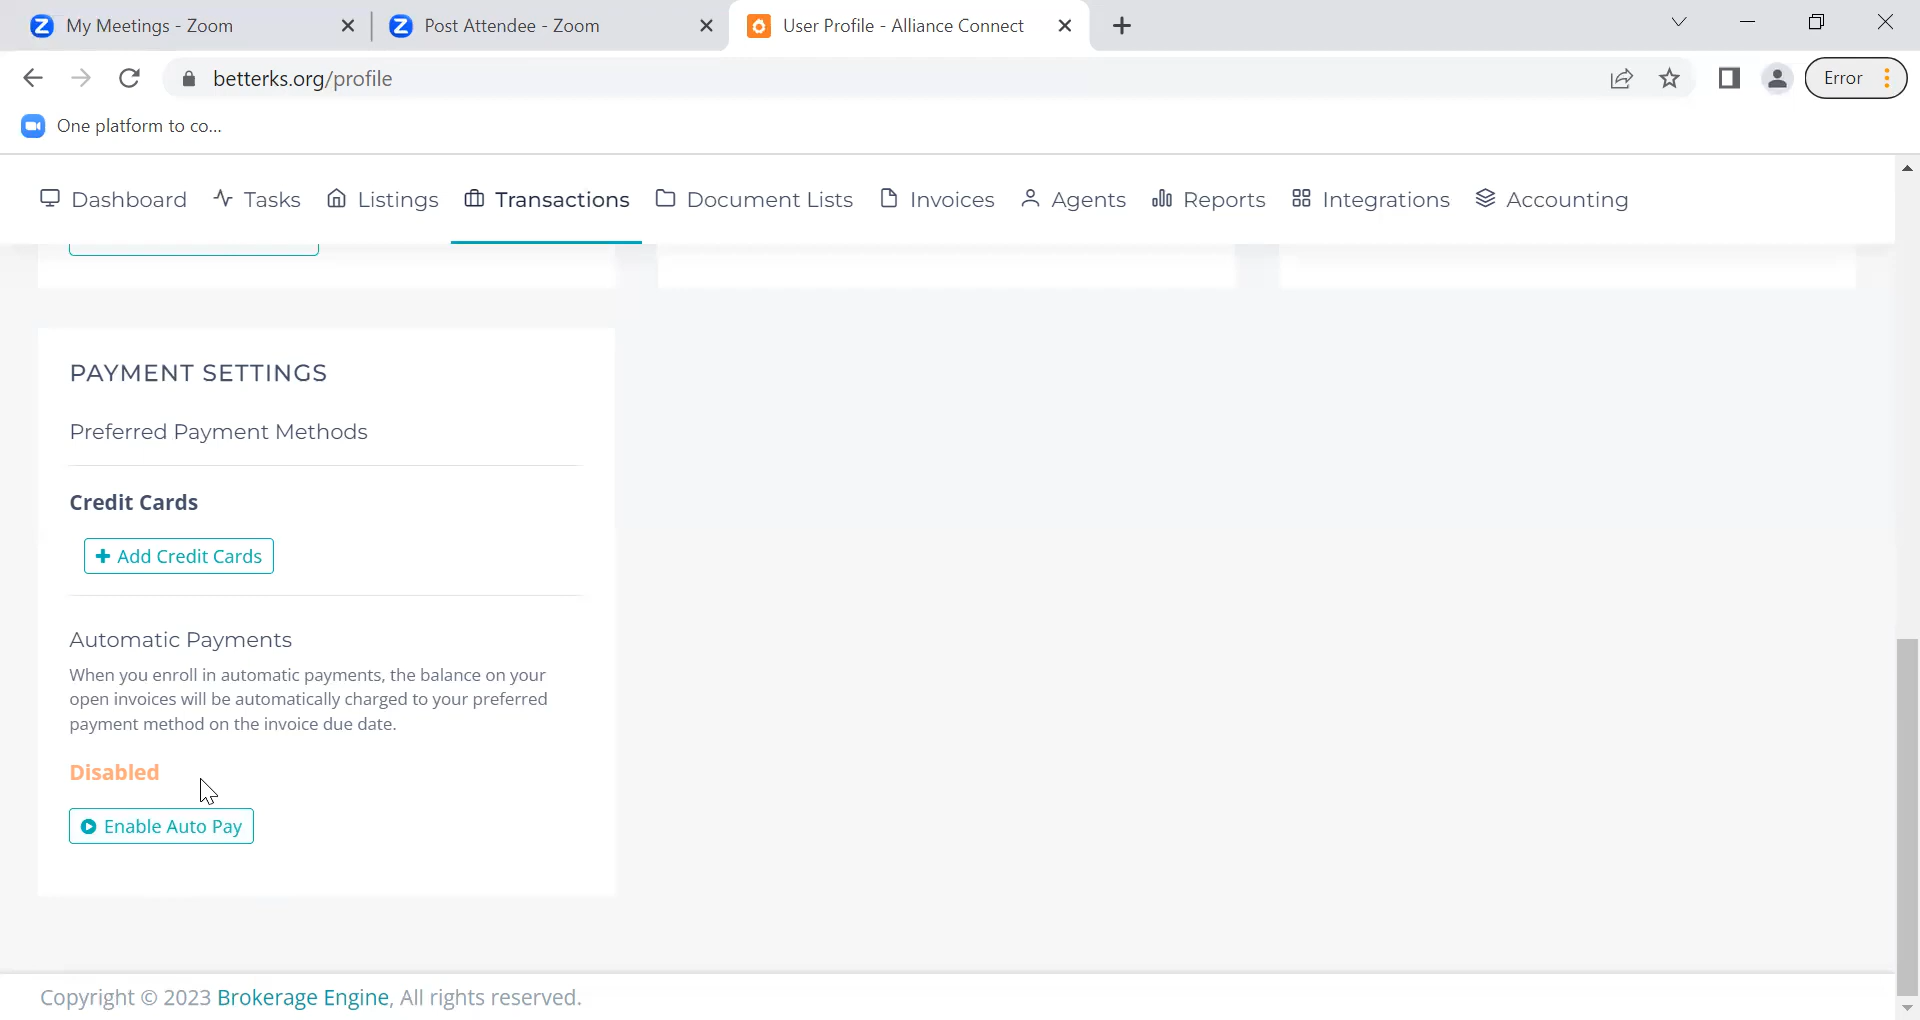 My Meetings - Zoom
Post Attendee - Zoom
User Profile - Alliance Connect
betterks.org/profile
Error
One platform to co...
Dashboard
Tasks
Listings
Transactions
Document Lists
Invoices
Agents
Reports
Integrations
Accounting
PAYMENT SETTINGS
Preferred Payment Methods
Credit Cards
Add Credit Cards
Automatic Payments
When you enroll in automatic payments, the balance on your
open invoices will be automatically charged to your preferred
payment method on the invoice due date.
Disabled
Enable Auto Pay
Copyright © 2023 Brokerage Engine, All rights reserved.